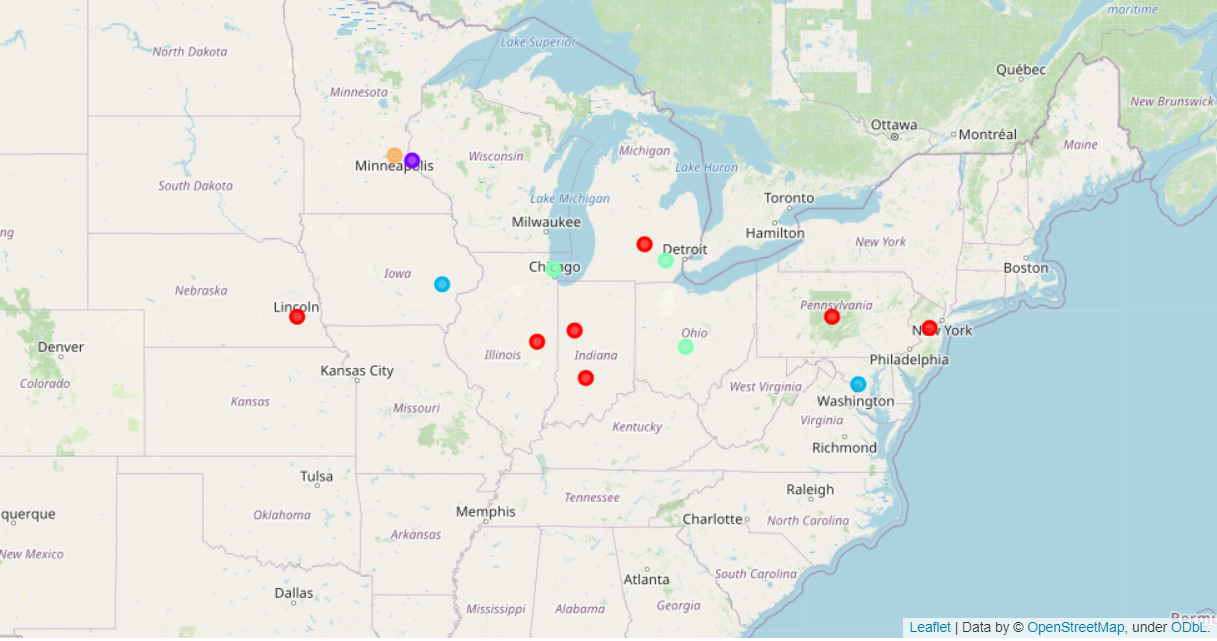 maritime
Lake Superior
North Dakota
Québec
Minnesota
New Brunswick
Ottawa
Montréal
Maine
Michigan
Wisconsin
Minneapolis
Lake Huron
South Dakota
Lake Michigan
Toronto
Milwaukee
ng
Hamilton
New York
Detroit
Chicago
Boston
Iowa
Nebraska
Lincoln
Pennsylvania
New York
Ohio
Denver
Illinois
Indiana
Philadelphia
Kansas City
Colorado
West Virginia
Kansas
Washington
Missouri
Virginia
Kentucky
Richmond
Tulsa
Raleigh
Tennessee
querque
Memphis
Oklahoma
Charlotte
North Carolina
Arkansas
New Mexico
South Carolina
Atlanta
Dallas
Mississippi
Alabama
Georgia
Leaflet | Data by © OpenStreetMap, under ODbL.